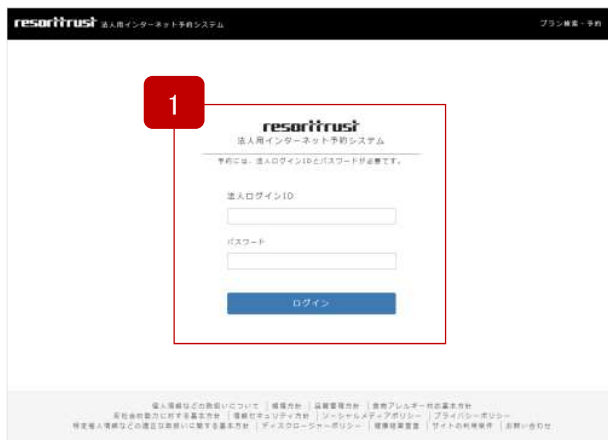 resorttrust 法人用インターネット予約システム
プラン検索・予約
1
resorttrust
法人用インターネット予約システム
予約には、法人ログインIDとパスワードが必要です。
法人ログインID
パスワード
ログイン
個人情報などの取扱いについて | 環境方針 | 品質管理方針 | 食物アレルギー対応基本方針
反社会的勢力に対する基本方針 | 情報セキュリティ方針 | ソーシャルメディアポリシー | プライバシーポリシー
特定個人情報などの適正な取扱いに関する基本方針 | ディスクロージャーポリシー | 健康経営宣言 | サイトの利用条件 | お問い合わせ